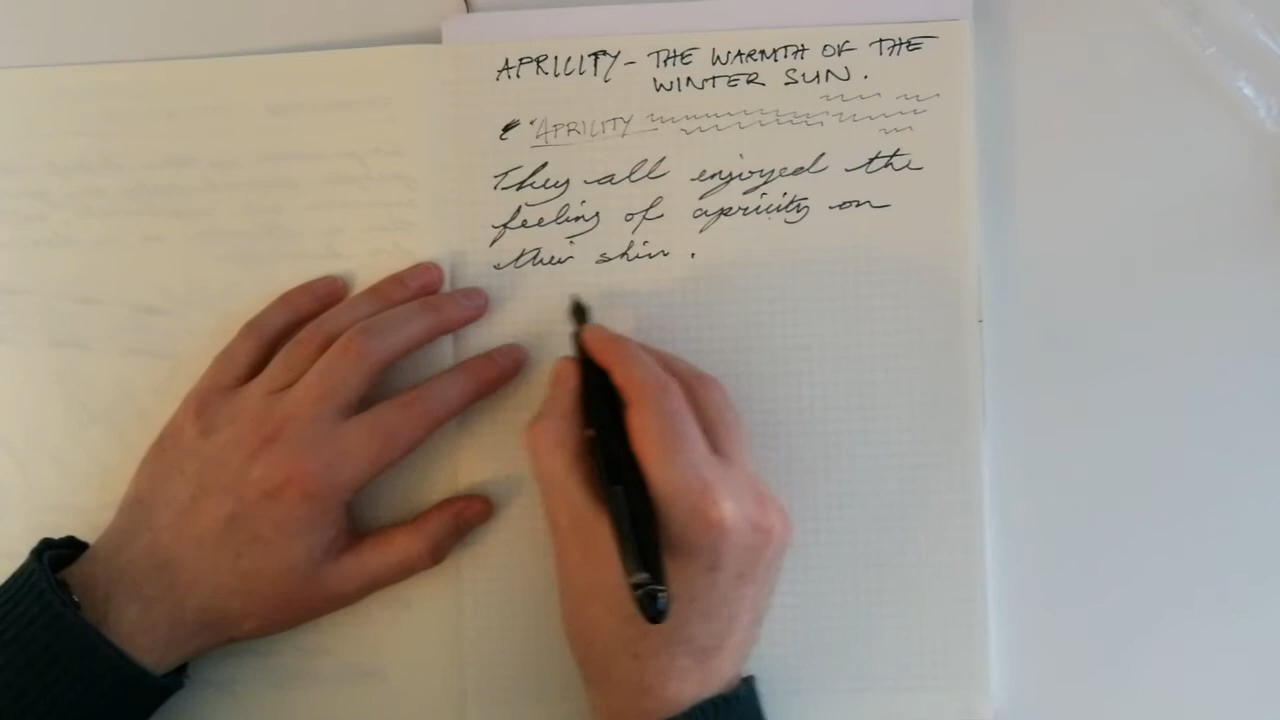 APRICITY - THE WARMTH OF THE
WINTER SUN.
"APRICITY
They all enjoyed the
feeling of apricity on
their skin.